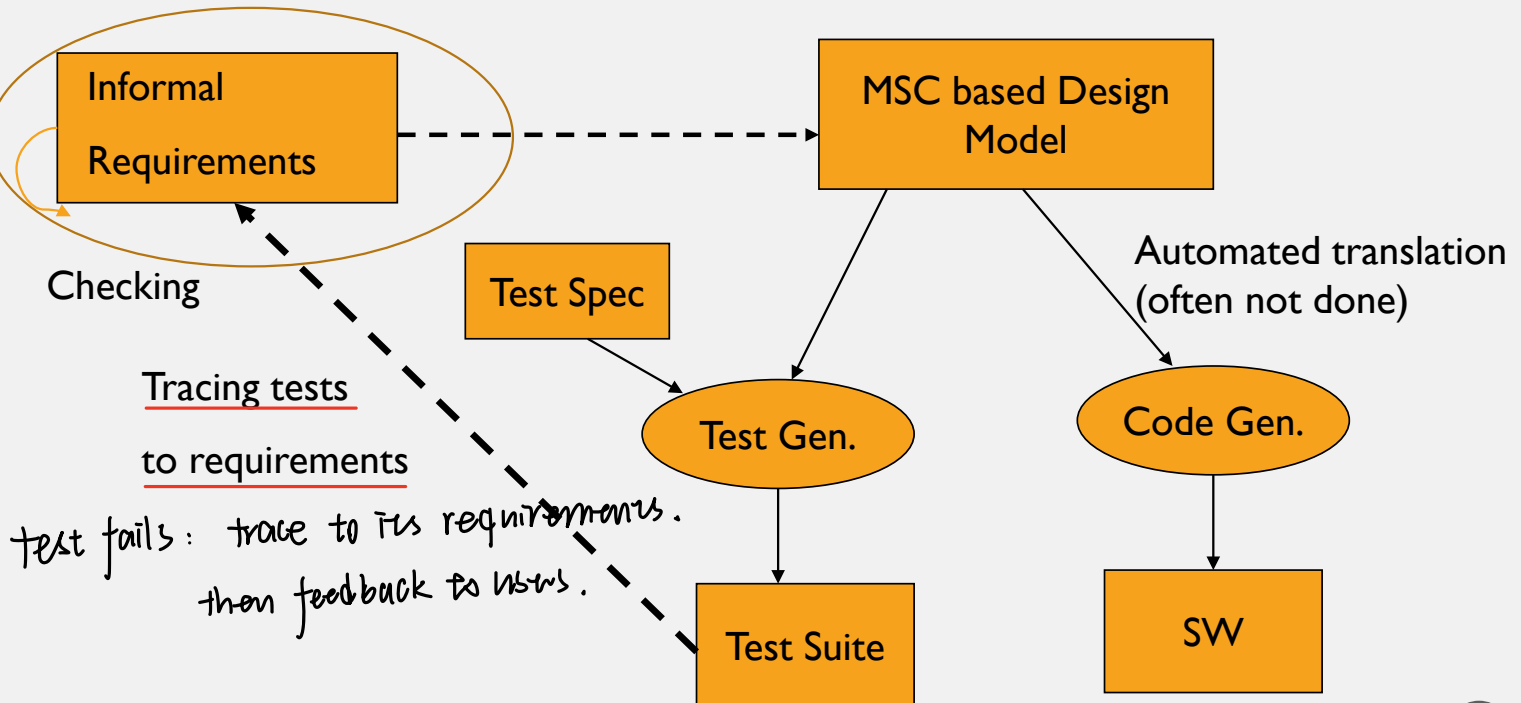 Informal
Requirements
MSC based Design
Model
Checking
Test Spec
Automated translation
(often not done)
Tracing tests
to requirements
Test Gen.
Code Gen.
test fails: trace to its requirements.
then feedback to users.
Test Suite
SW